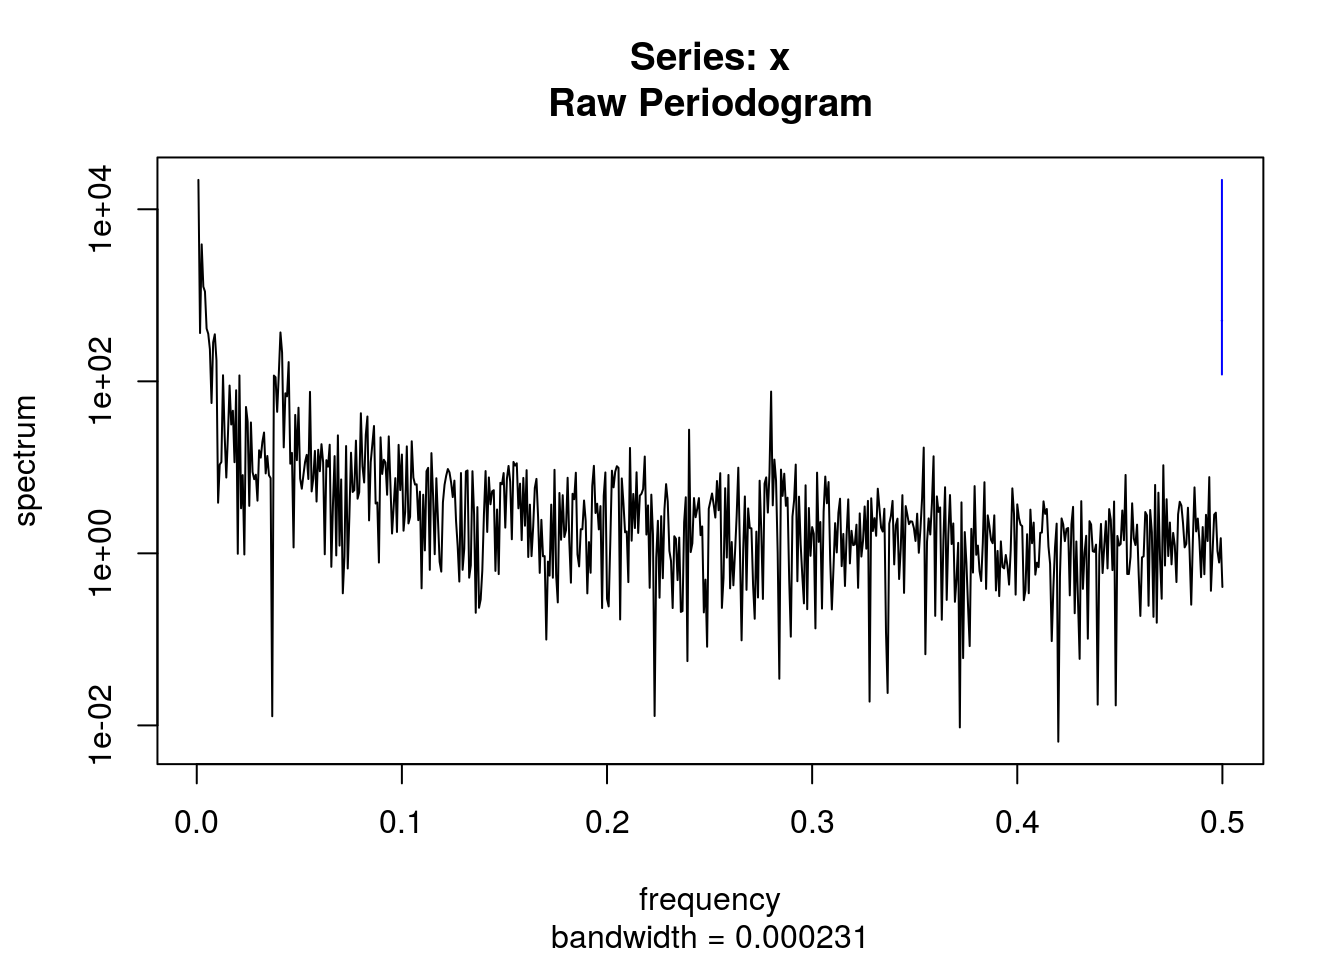 Series: x
Raw Periodogram
spectrum
1e+04
1e+02
1e+00
1e-02
0.0 0.1 0.2 0.3 0.4 0.5
frequency
bandwidth = 0.000231